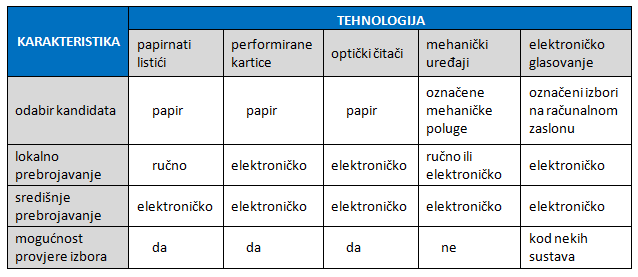 KARAKTERISTIKA
TEHNOLOGIJA
papirnati listići
performirane kartice
optički čitači
mehanički uređaji
elektroničko glasovanje
odabir kandidata
papir
papir
papir
označene mehaničke poluge
označeni izbori na računalnom zaslonu
lokalno prebrojavanje
ručno
elektroničko
elektroničko
ručno ili elektroničko
elektroničko
središnje prebrojavanje
elektroničko
elektroničko
elektroničko
elektroničko
elektroničko
mogućnost provjere izbora
da
da
da
ne
kod nekih sustava